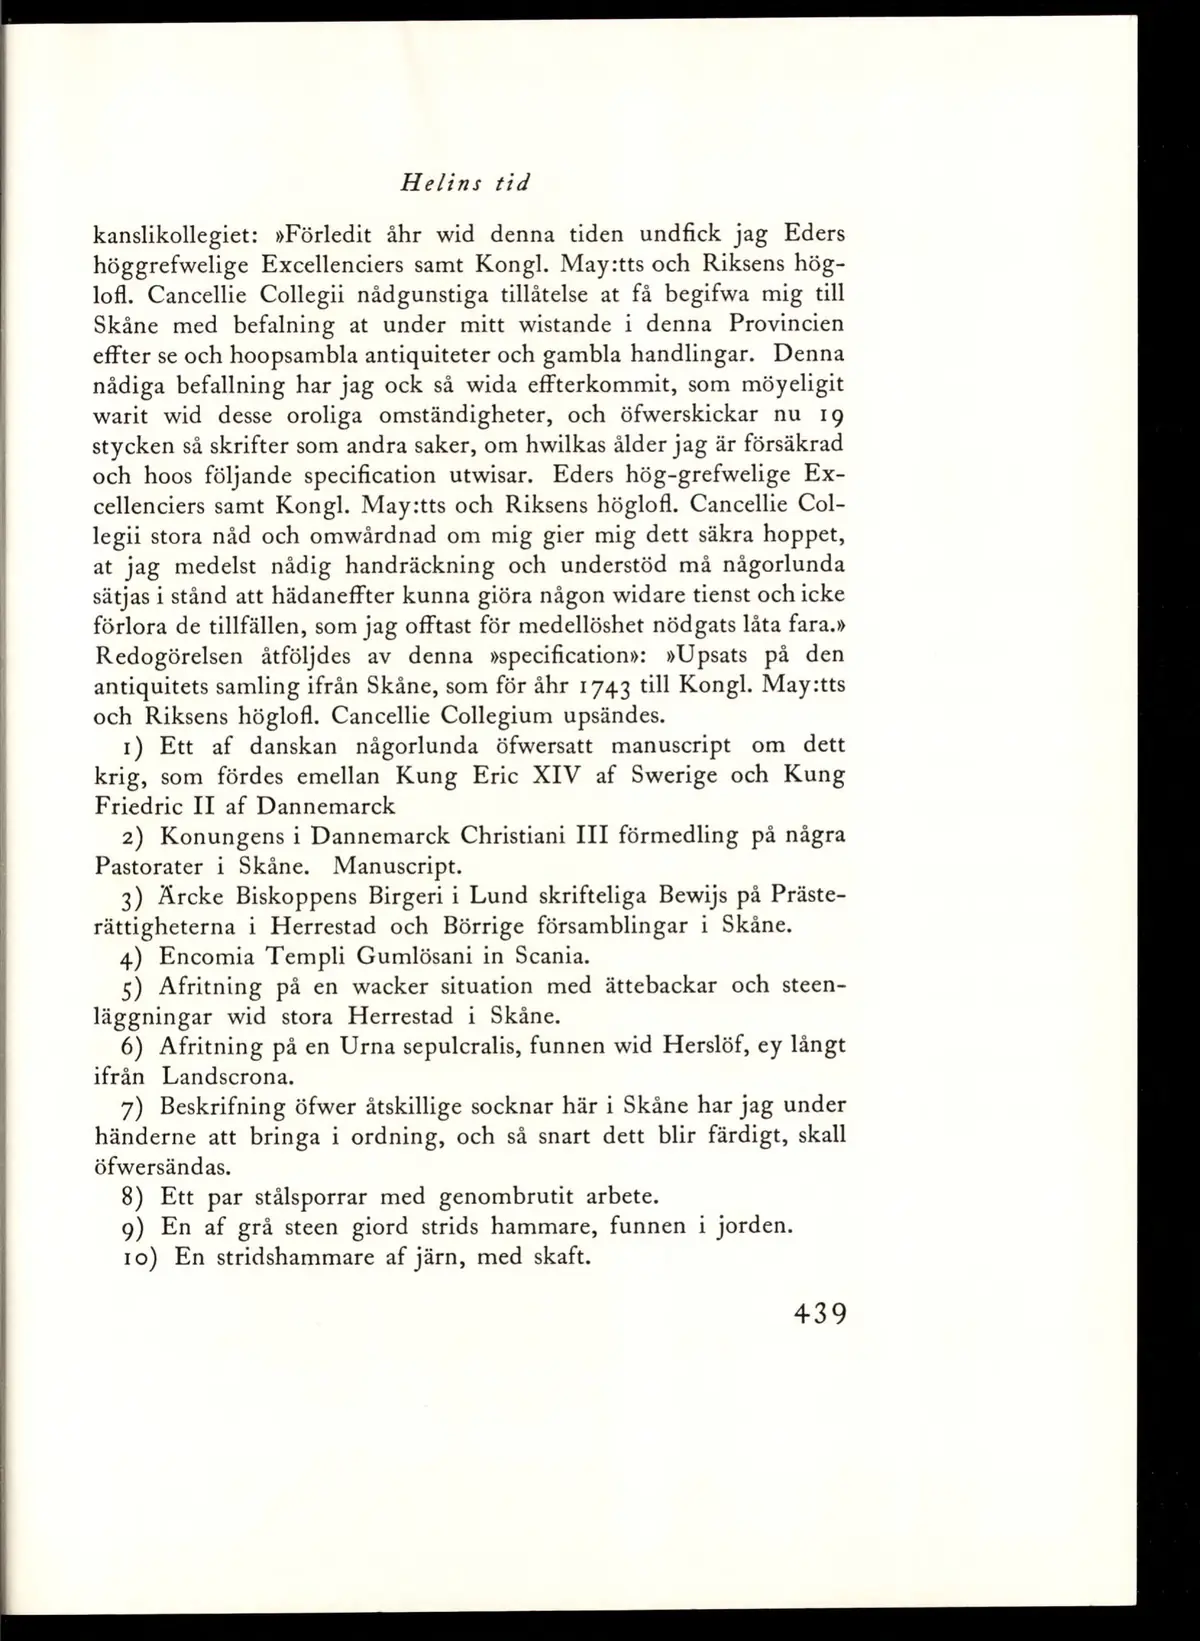 Helins tid
kanslikollegiet: »Förledit åhr wid denna tiden undfick jag Eders
höggrefwelige Excellenciers samt Kongl. May:tts och Riksens hög-
lofl. Cancellie Collegii nådgunstiga tillåtelse at få begifwa mig till
Skåne med befalning at under mitt wistande i denna Provincien
effter se och hoopsambla antiquiteter och gambla handlingar. Denna
nådiga befallning har jag ock så wida effterkommit, som möyeligit
warit wid desse oroliga omständigheter, och öfwerskickar nu 19
stycken så skrifter som andra saker, om hwilkas ålder jag är försäkrad
och hoos följande specification utwisar. Eders hög-grefwelige Ex-
cellenciers samt Kongl. May:tts och Riksens höglofl. Cancellie Col-
legii stora nåd och omwårdnad om mig gier mig dett säkra hoppet,
at jag medelst nådig handräckning och understöd må någorlunda
sätjas i stånd att hädaneffter kunna giöra någon widare tienst och icke
förlora de tillfällen, som jag offtast för medellöshet nödgats låta fara.»
Redogörelsen åtföljdes av denna »specification»: »Upsats på den
antiquitets samling ifrån Skåne, som för åhr 1743 till Kongl. May:tts
och Riksens höglofl. Cancellie Collegium upsändes.
1) Ett af danskan någorlunda öfwersatt manuscript om dett
krig, som fördes emellan Kung Eric XIV af Swerige och Kung
Friedric II af Dannemarck
2) Konungens i Dannemarck Christiani III förmedling på några
Pastorater i Skåne. Manuscript.
3) Ärcke Biskoppens Birgeri i Lund skrifteliga Bewijs på Präste-
rättigheterna i Herrestad och Börrige församblingar i Skåne.
4) Encomia Templi Gumlösani in Scania.
5) Afritning på en wacker situation med ättebackar och steen-
läggningar wid stora Herrestad i Skåne.
6) Afritning på en Urna sepulcralis, funnen wid Herslöf, ey långt
ifrån Landscrona.
7) Beskrifning öfwer åtskillige socknar här i Skåne har jag under
händerne att bringa i ordning, och så snart dett blir färdigt, skall
öfwersändas.
8) Ett par stålsporrar med genombrutit arbete.
9) En af grå steen giord strids hammare, funnen i jorden.
10) En stridshammare af järn, med skaft.
439